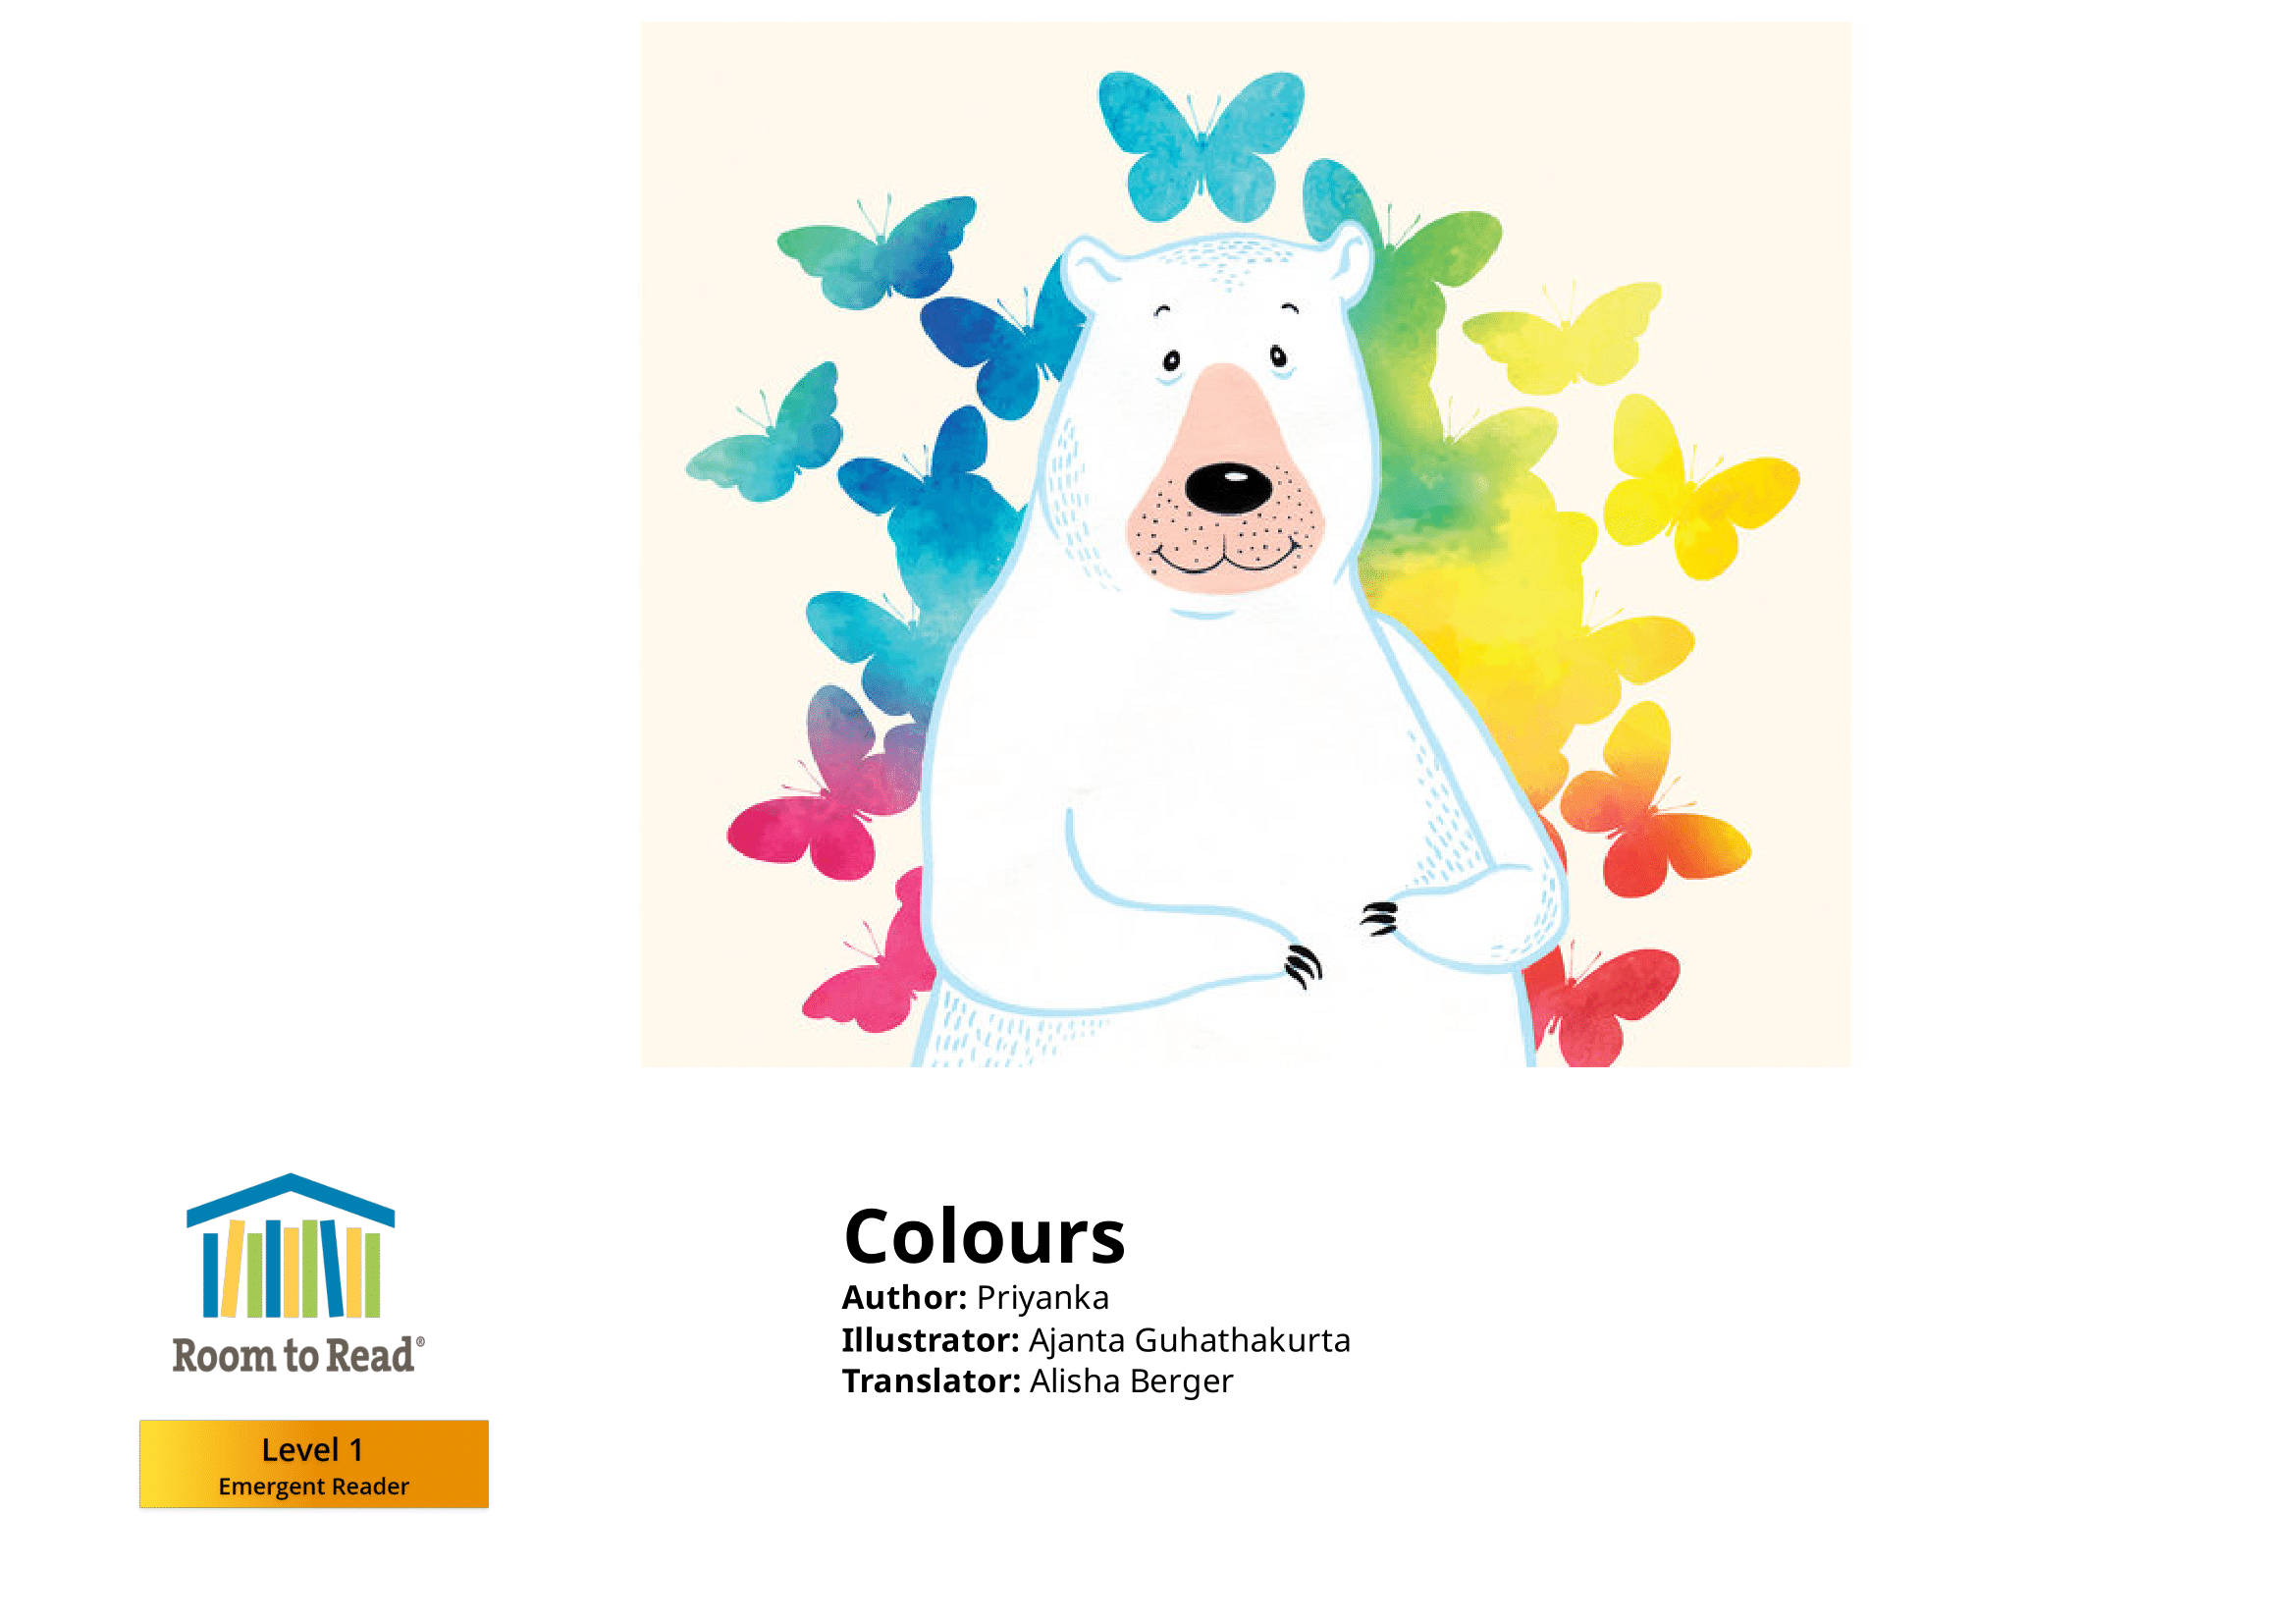 Colours
Author: Priyanka
Illustrator: Ajanta Guhathakurta
Translator: Alisha Berger
Room to Read®
Level 1
Emergent Reader